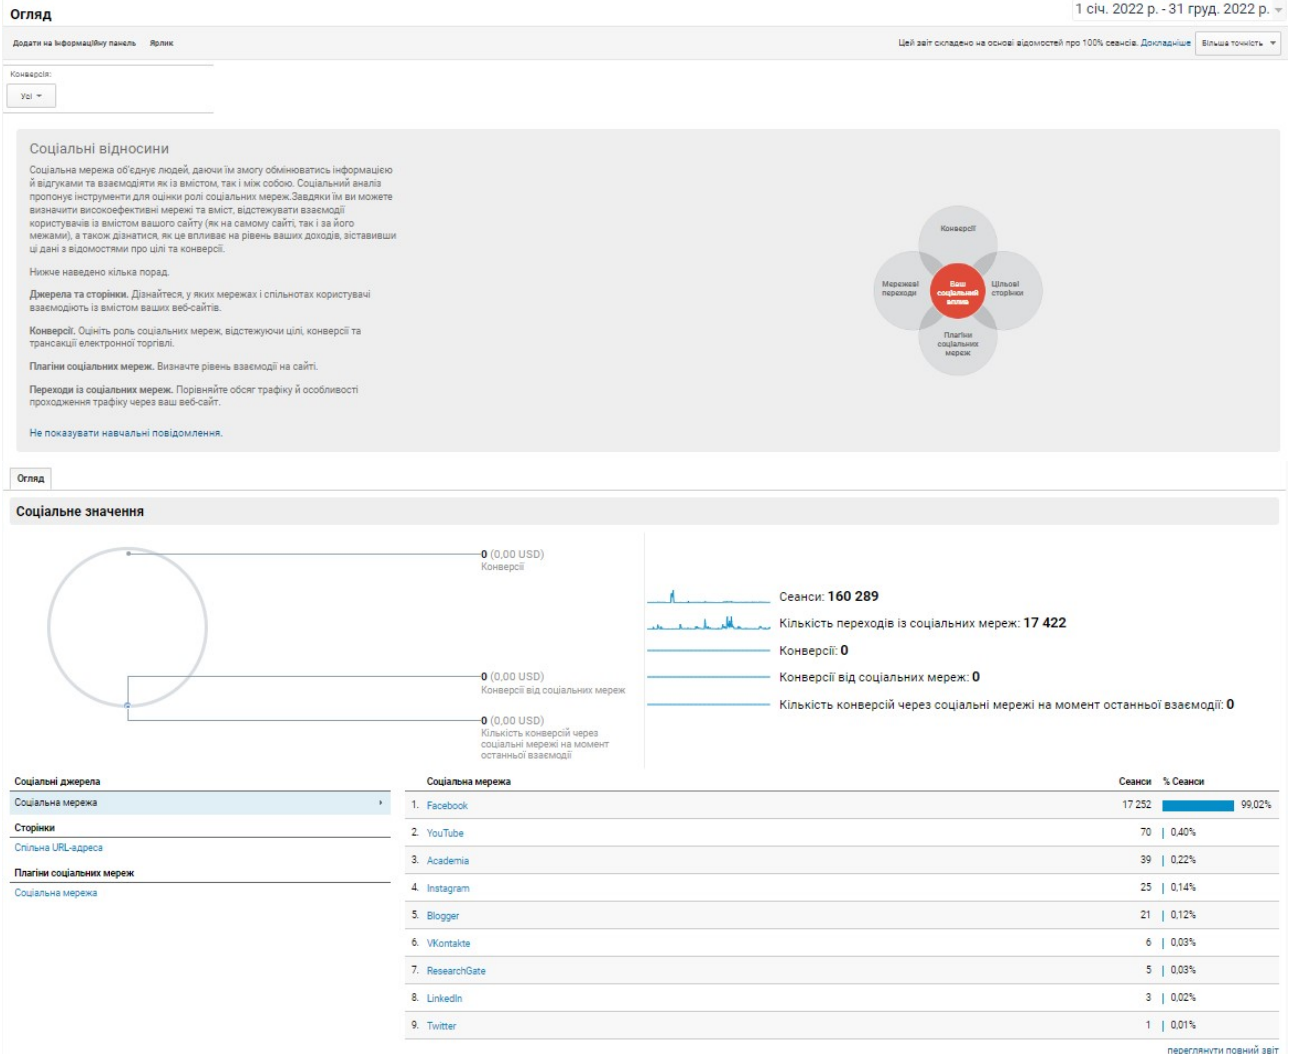 Огляд
1 січ. 2022 р. - 31 груд. 2022 р.
Додати на інформаційну панель Ярлик
Цей звіт складено на основі відомостей про 100% сеансів. Докладніше Більша точність
Конверсія:
Усі
Соціальні відносини
Соціальна мережа об'єднує людей, даючи їм змогу обмінюватись інформацією
й відгуками та взаємодіяти як із вмістом, так і між собою. Соціальний аналіз
пропонує інструменти для оцінки ролі соціальних мереж.Завдяки їм ви можете
визначити високоефективні мережі та вміст, відстежувати взаємодії
користувачів із вмістом вашого сайту (як на самому сайті, так і за його
межами), а також дізнатися, як це впливає на рівень ваших доходів, зіставивши
ці дані з відомостями про цілі та конверсії.
Нижче наведено кілька порад.
Джерела та сторінки. Дізнайтеся, у яких мережах і спільнотах користувачі
взаємодіють із вмістом ваших веб-сайтів.
Конверсії. Оцініть роль соціальних мереж, відстежуючи цілі, конверсії та
трансакції електронної торгівлі.
Плагіни соціальних мереж. Визначте рівень взаємодії на сайті.
Переходи із соціальних мереж. Порівняйте обсяг трафіку й особливості
проходження трафіку через ваш веб-сайт.
Не показувати навчальні повідомлення.
Конверсії
Мережеві
переходи
Ваш
соціальний
вплив
Цільові
сторінки
Плагіни
соціальних
мереж
Огляд
Соціальне значення
0 (0,00 USD)
Конверсії
0 (0,00 USD)
Конверсії від соціальних мереж
0 (0,00 USD)
Кількість конверсій через
соціальні мережі на момент
останньої взаємодії
Сеанси: 160 289
Кількість переходів із соціальних мереж: 17 422
Конверсії: 0
Конверсії від соціальних мереж: 0
Кількість конверсій через соціальні мережі на момент останньої взаємодії: 0
Соціальні джерела
Соціальна мережа
Сторінки
Спільна URL-адреса
Плагіни соціальних мереж
Соціальна мережа
Соціальна мережа Сеанси % Сеанси
1. Facebook 17 252 99,02%
2. YouTube 70 0,40%
3. Academia 39 0,22%
4. Instagram 25 0,14%
5. Blogger 21 0,12%
6. VKontakte 6 0,03%
7. ResearchGate 5 0,03%
8. LinkedIn 3 0,02%
9. Twitter 1 0,01%
переглянути повний звіт